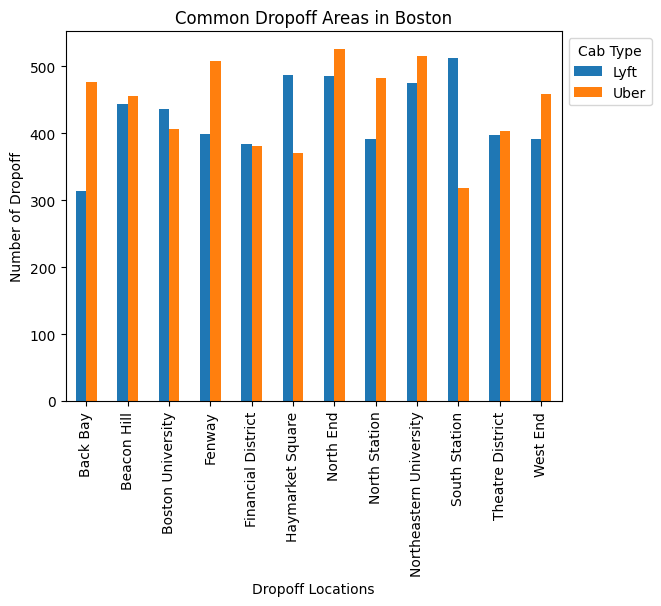 Common Dropoff Areas in Boston
Cab Type
Lyft
Uber
Number of Dropoff
500
400
300
200
100
0
Back Bay
Beacon Hill
Boston University
Fenway
Financial District
Haymarket Square
North End
North Station
Northeastern University
South Station
Theatre District
West End
Dropoff Locations